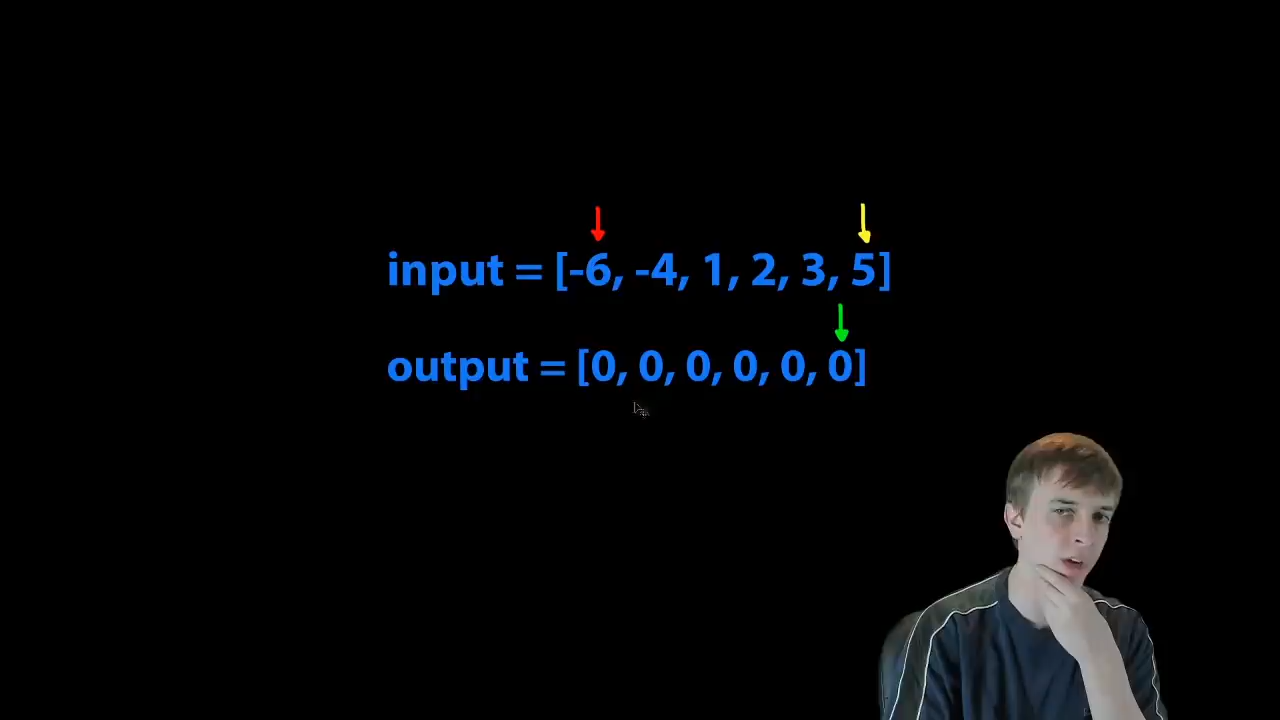 input = [-6, -4, 1, 2, 3, 5]
output = [0, 0, 0, 0, 0, 0]